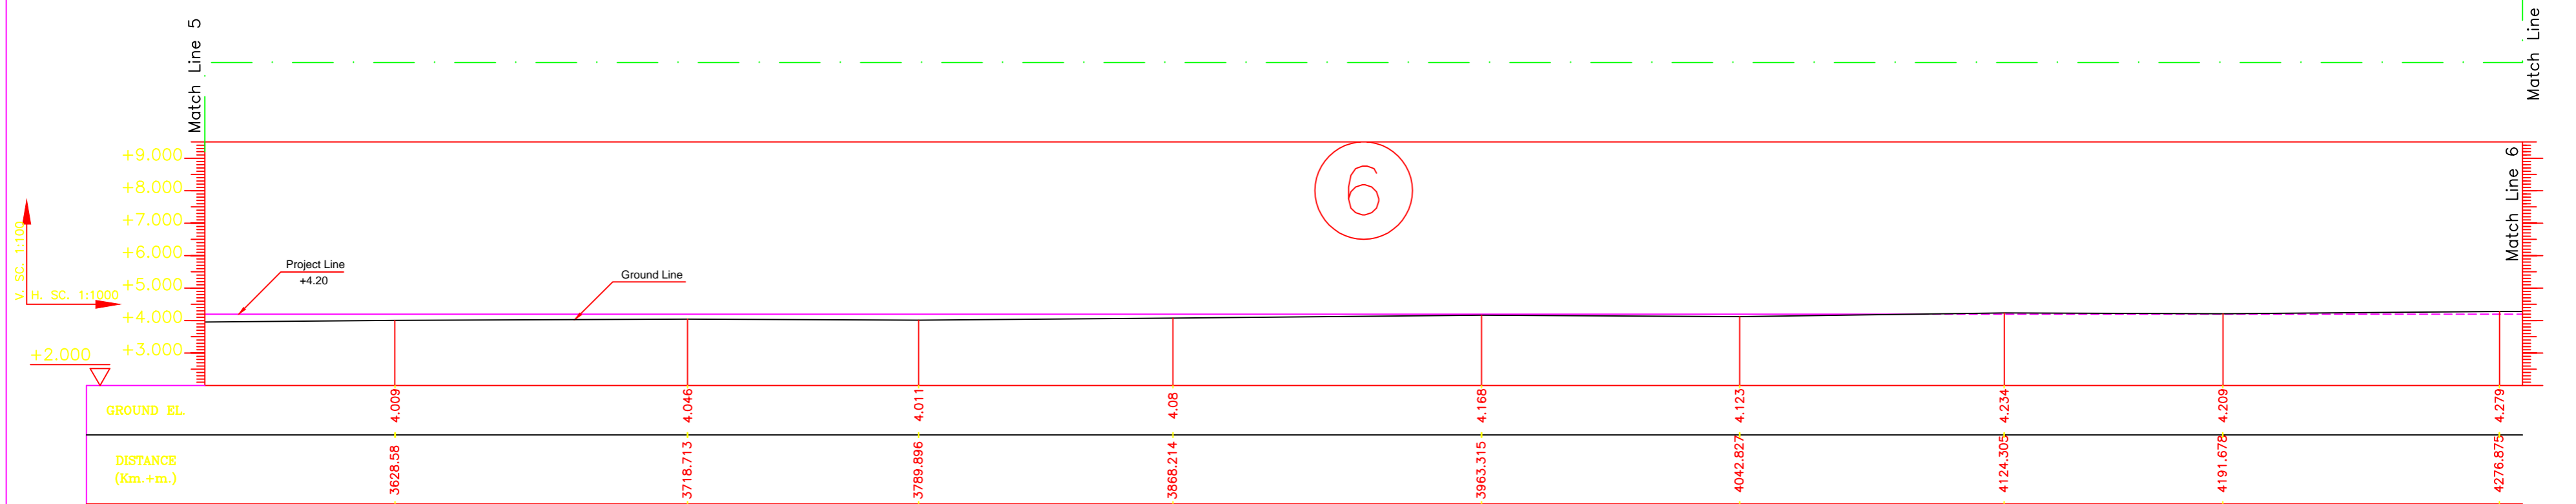 Match Line 5
Match Line
+9.000
+8.000
+7.000
+6.000
+5.000
+4.000
+3.000
+2.000
V. SC. 1:100
H. SC. 1:1000
Project Line
+4.20
Ground Line
6
Match Line 6
GROUND EL. 4.009 4.046 4.011 4.08 4.168 4.123 4.234 4.209 4.279
DISTANCE
(Km.+m.) 3628.58 3718.713 3789.896 3868.214 3963.315 4042.827 4124.305 4191.678 4276.875